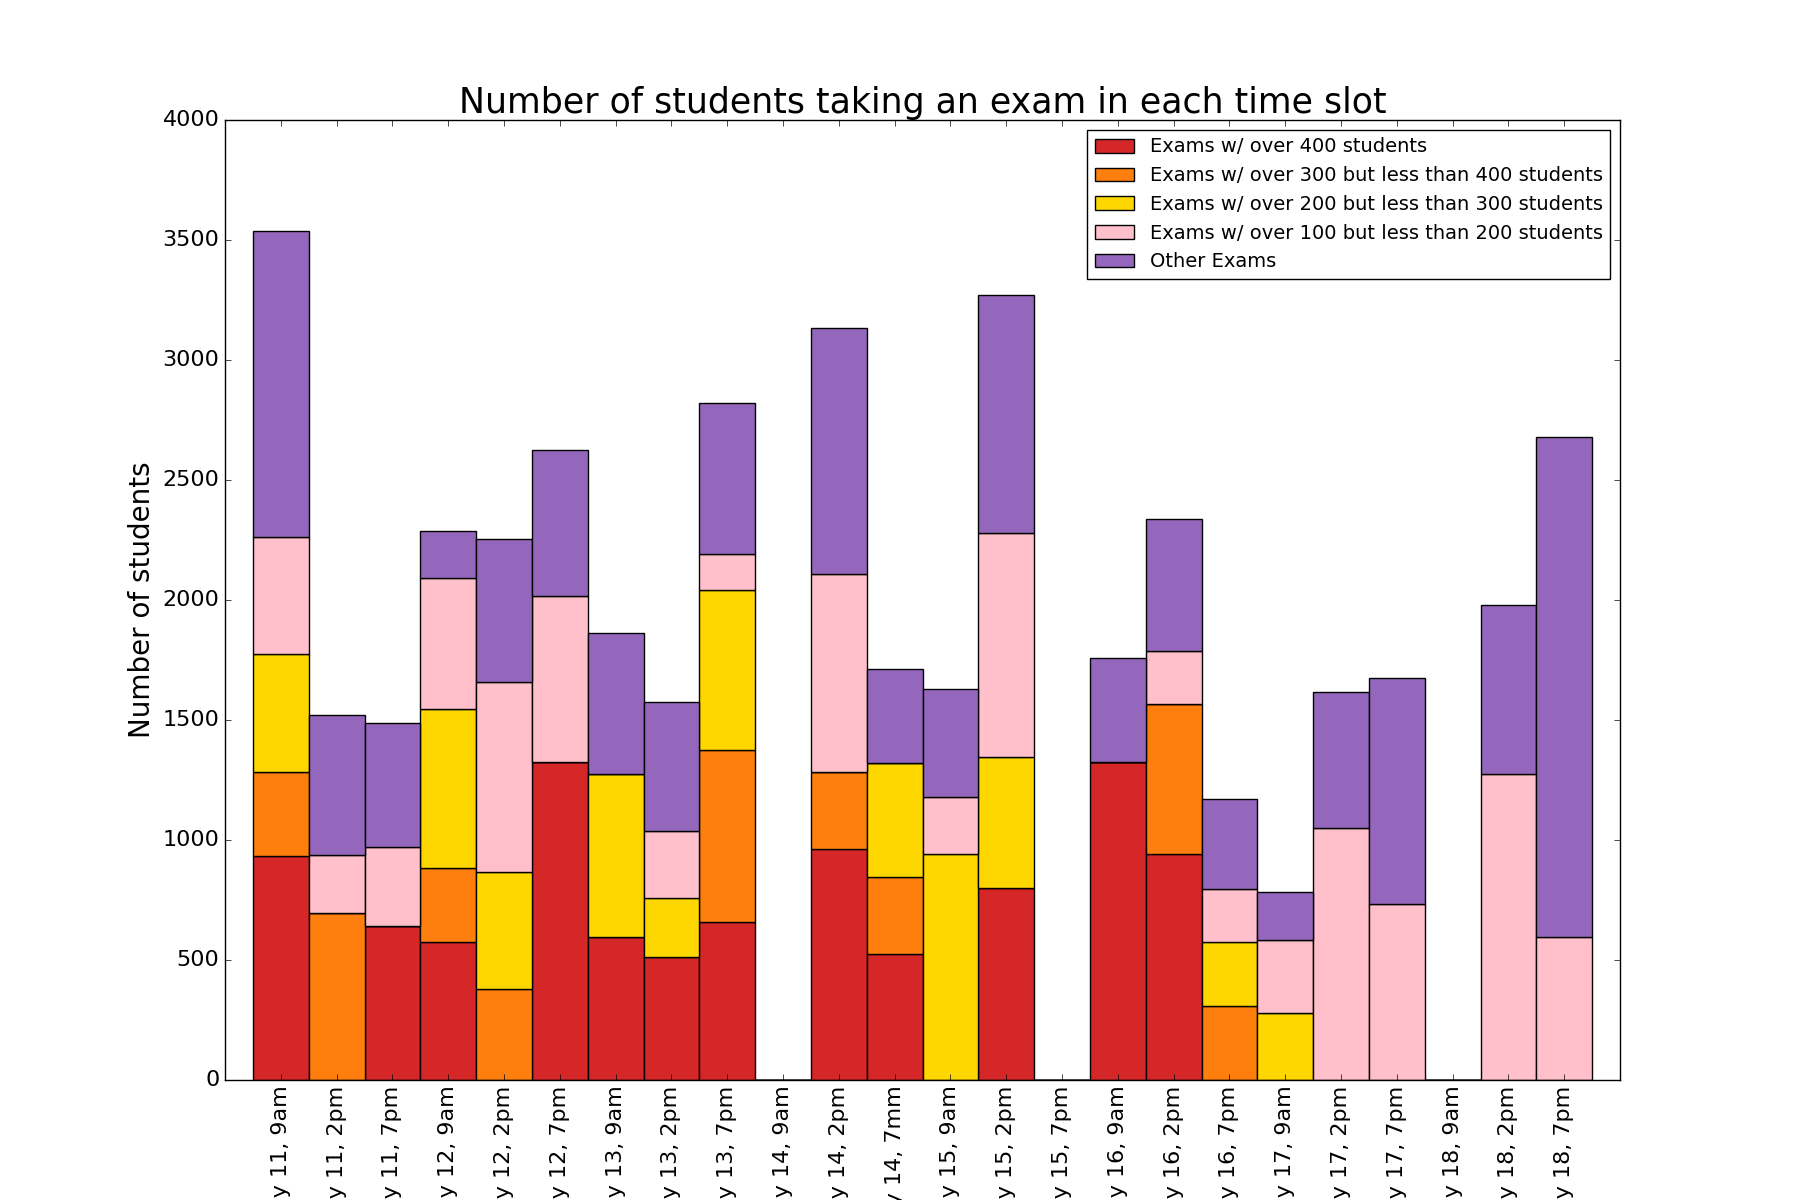 Number of students taking an exam in each time slot
Exams w/ over 400 students
Exams w/ over 300 but less than 400 students
Exams w/ over 200 but less than 300 students
Exams w/ over 100 but less than 200 students
Other Exams
Number of students
4000
3500
3000
2500
2000
1500
1000
500
0
y 11, 9am
y 11, 2pm
y 11, 7pm
y 12, 9am
y 12, 2pm
y 12, 7pm
y 13, 9am
y 13, 2pm
y 13, 7pm
y 14, 9am
y 14, 2pm
y 14, 7mm
y 15, 9am
y 15, 2pm
y 15, 7pm
y 16, 9am
y 16, 2pm
y 16, 7pm
y 17, 9am
y 17, 2pm
y 17, 7pm
y 18, 9am
y 18, 2pm
y 18, 7pm